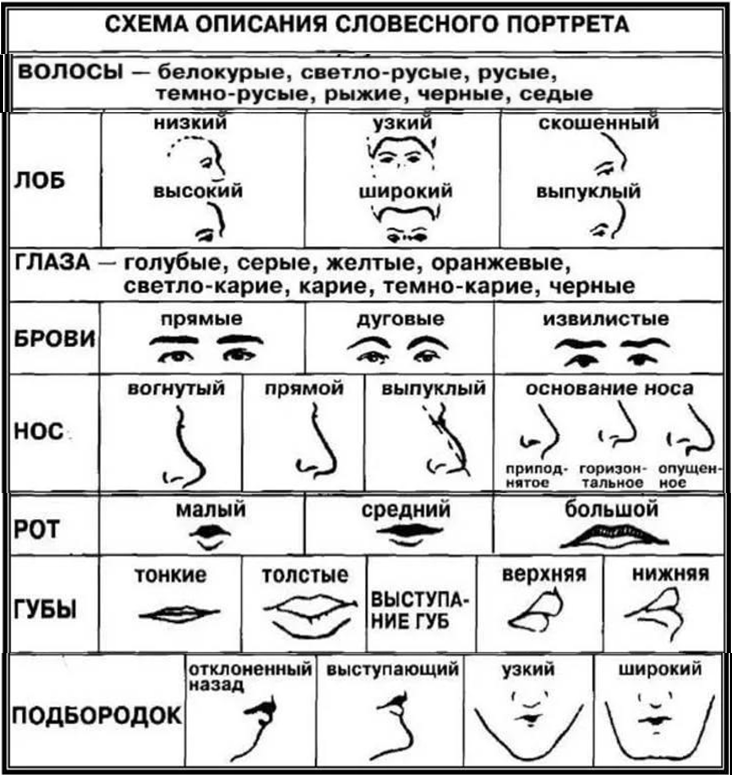 СХЕМА ОПИСАНИЯ СЛОВЕСНОГО ПОРТРЕТА
ВОЛОСЫ — белокурые, светло-русые, русые,
темно-русые, рыжие, черные, седые
ЛОБ
низкий
узкий
скошенный
высокий
широкий
выпуклый
ГЛАЗА — голубые, серые, желтые, оранжевые,
светло-карие, карие, темно-карие, черные
БРОВИ
прямые
дуговые
извилистые
НОС
вогнутый
прямой
выпуклый
основание носа
припод-
нятое
горизон-
тальное
опущен-
ное
РОТ
малый
средний
большой
ГУБЫ
тонкие
толстые
ВЫСТУПА-
НИЕ ГУБ
верхняя
нижняя
ПОДБОРОДОК
отклоненный
назад
выступающий
узкий
широкий